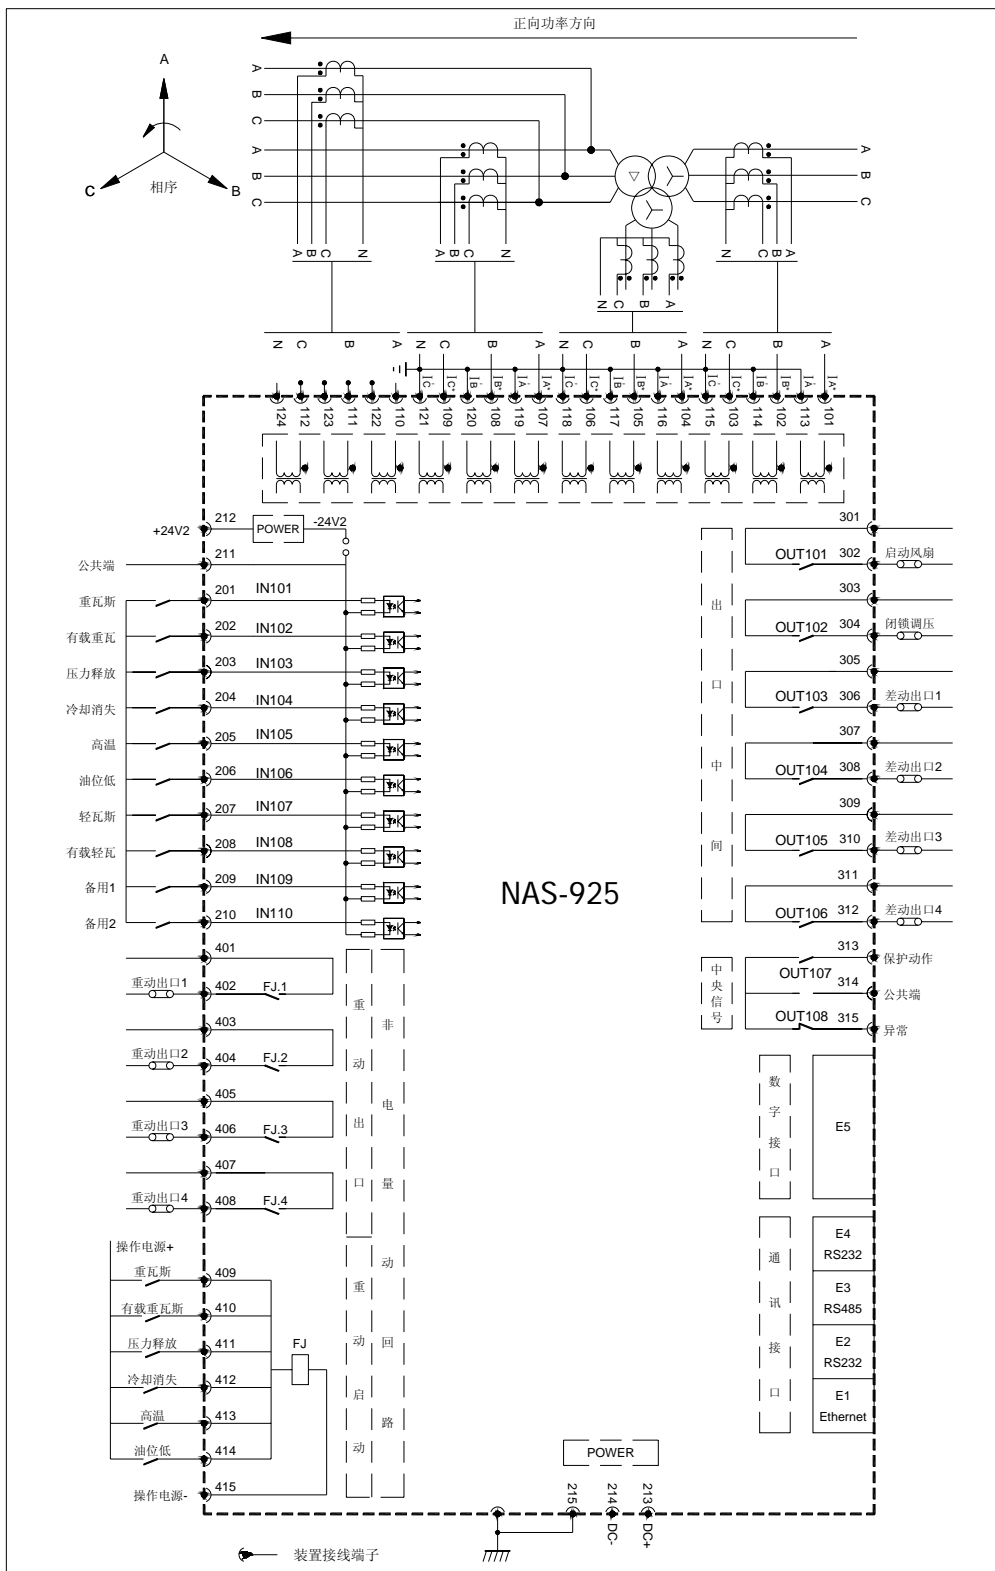 正向功率方向
A
B
C
相序
A
B
C
A
B
C
A
B
C
A B C N
A B C N
N C B A
N C B A
N C B A
N C B A
N C B A
N C B A
IC' IC* IB' IB* IA' IA* IC' IC* IB' IB* IA' IA* IC' IC* IB' IB* IA' IA*
124 112 123 111 122 110 121 109 120 108 119 107 118 106 117 105 116 104 115 103 114 102 113 101
+24V2 212 POWER -24V2
公共端 211
重瓦斯 201 IN101
有载重瓦 202 IN102
压力释放 203 IN103
冷却消失 204 IN104
高温 205 IN105
油位低 206 IN106
轻瓦斯 207 IN107
有载轻瓦 208 IN108
备用1 209 IN109
备用2 210 IN110
401
重动出口1 402 FJ.1
403
重动出口2 404 FJ.2
405
重动出口3 406 FJ.3
407
重动出口4 408 FJ.4
操作电源+
重瓦斯 409
有载重瓦斯 410
压力释放 411
冷却消失 412
高温 413
油位低 414
操作电源- 415
FJ
重动出口
重动启动
非电量动回路
NAS-925
出口中间
301
OUT101 302 启动风扇
303
OUT102 304 闭锁调压
305
OUT103 306 差动出口1
307
OUT104 308 差动出口2
309
OUT105 310 差动出口3
311
OUT106 312 差动出口4
中央信号
313 保护动作
OUT107
314 公共端
OUT108 315 异常
数字接口
E5
通讯接口
E4
RS232
E3
RS485
E2
RS232
E1
Ethernet
POWER
215 214 213
DC- DC+
装置接线端子